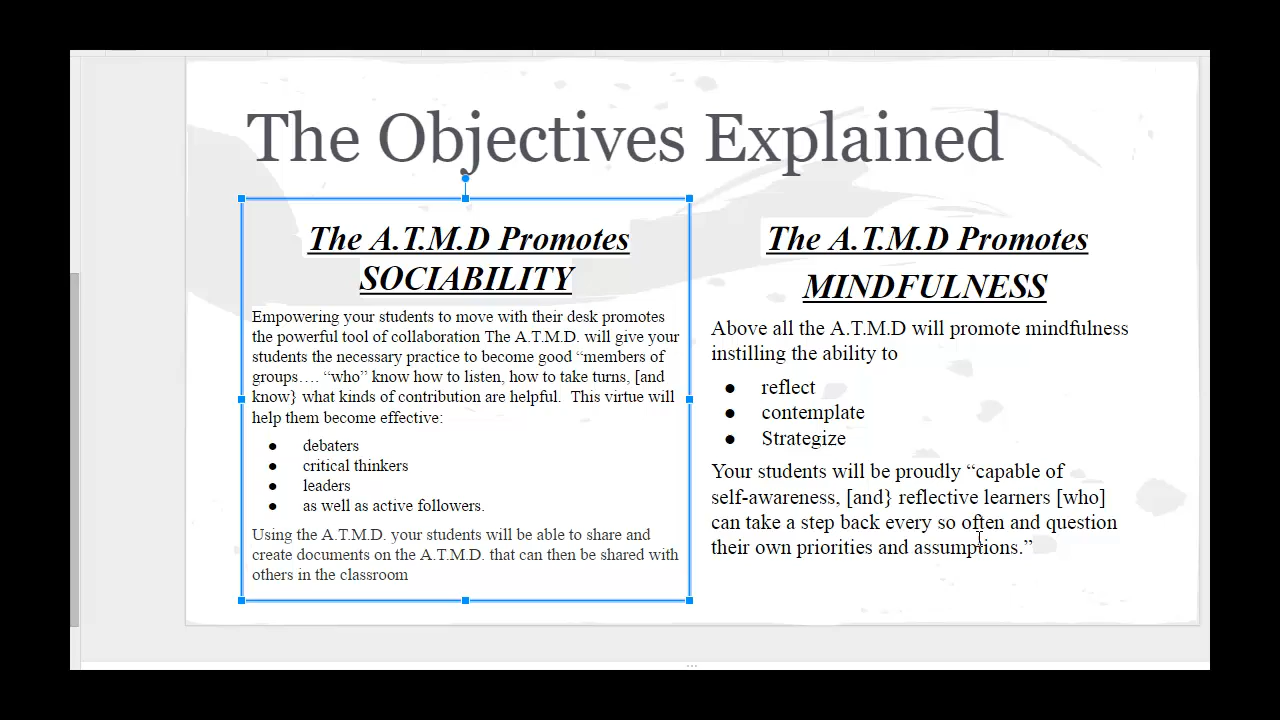 The Objectives Explained
The A.T.M.D Promotes
SOCIABILITY
Empowering your students to move with their desk promotes
the powerful tool of collaboration The A.T.M.D. will give your
students the necessary practice to become good “members of
groups…. “who” know how to listen, how to take turns, [and
know} what kinds of contribution are helpful.  This virtue will
help them become effective:
● debaters
● critical thinkers
● leaders
● as well as active followers.
Using the A.T.M.D. your students will be able to share and
create documents on the A.T.M.D. that can then be shared with
others in the classroom
The A.T.M.D Promotes
MINDFULNESS
Above all the A.T.M.D will promote mindfulness
instilling the ability to
● reflect
● contemplate
● Strategize
Your students will be proudly “capable of
self-awareness, [and} reflective learners [who]
can take a step back every so often and question
their own priorities and assumptions.”